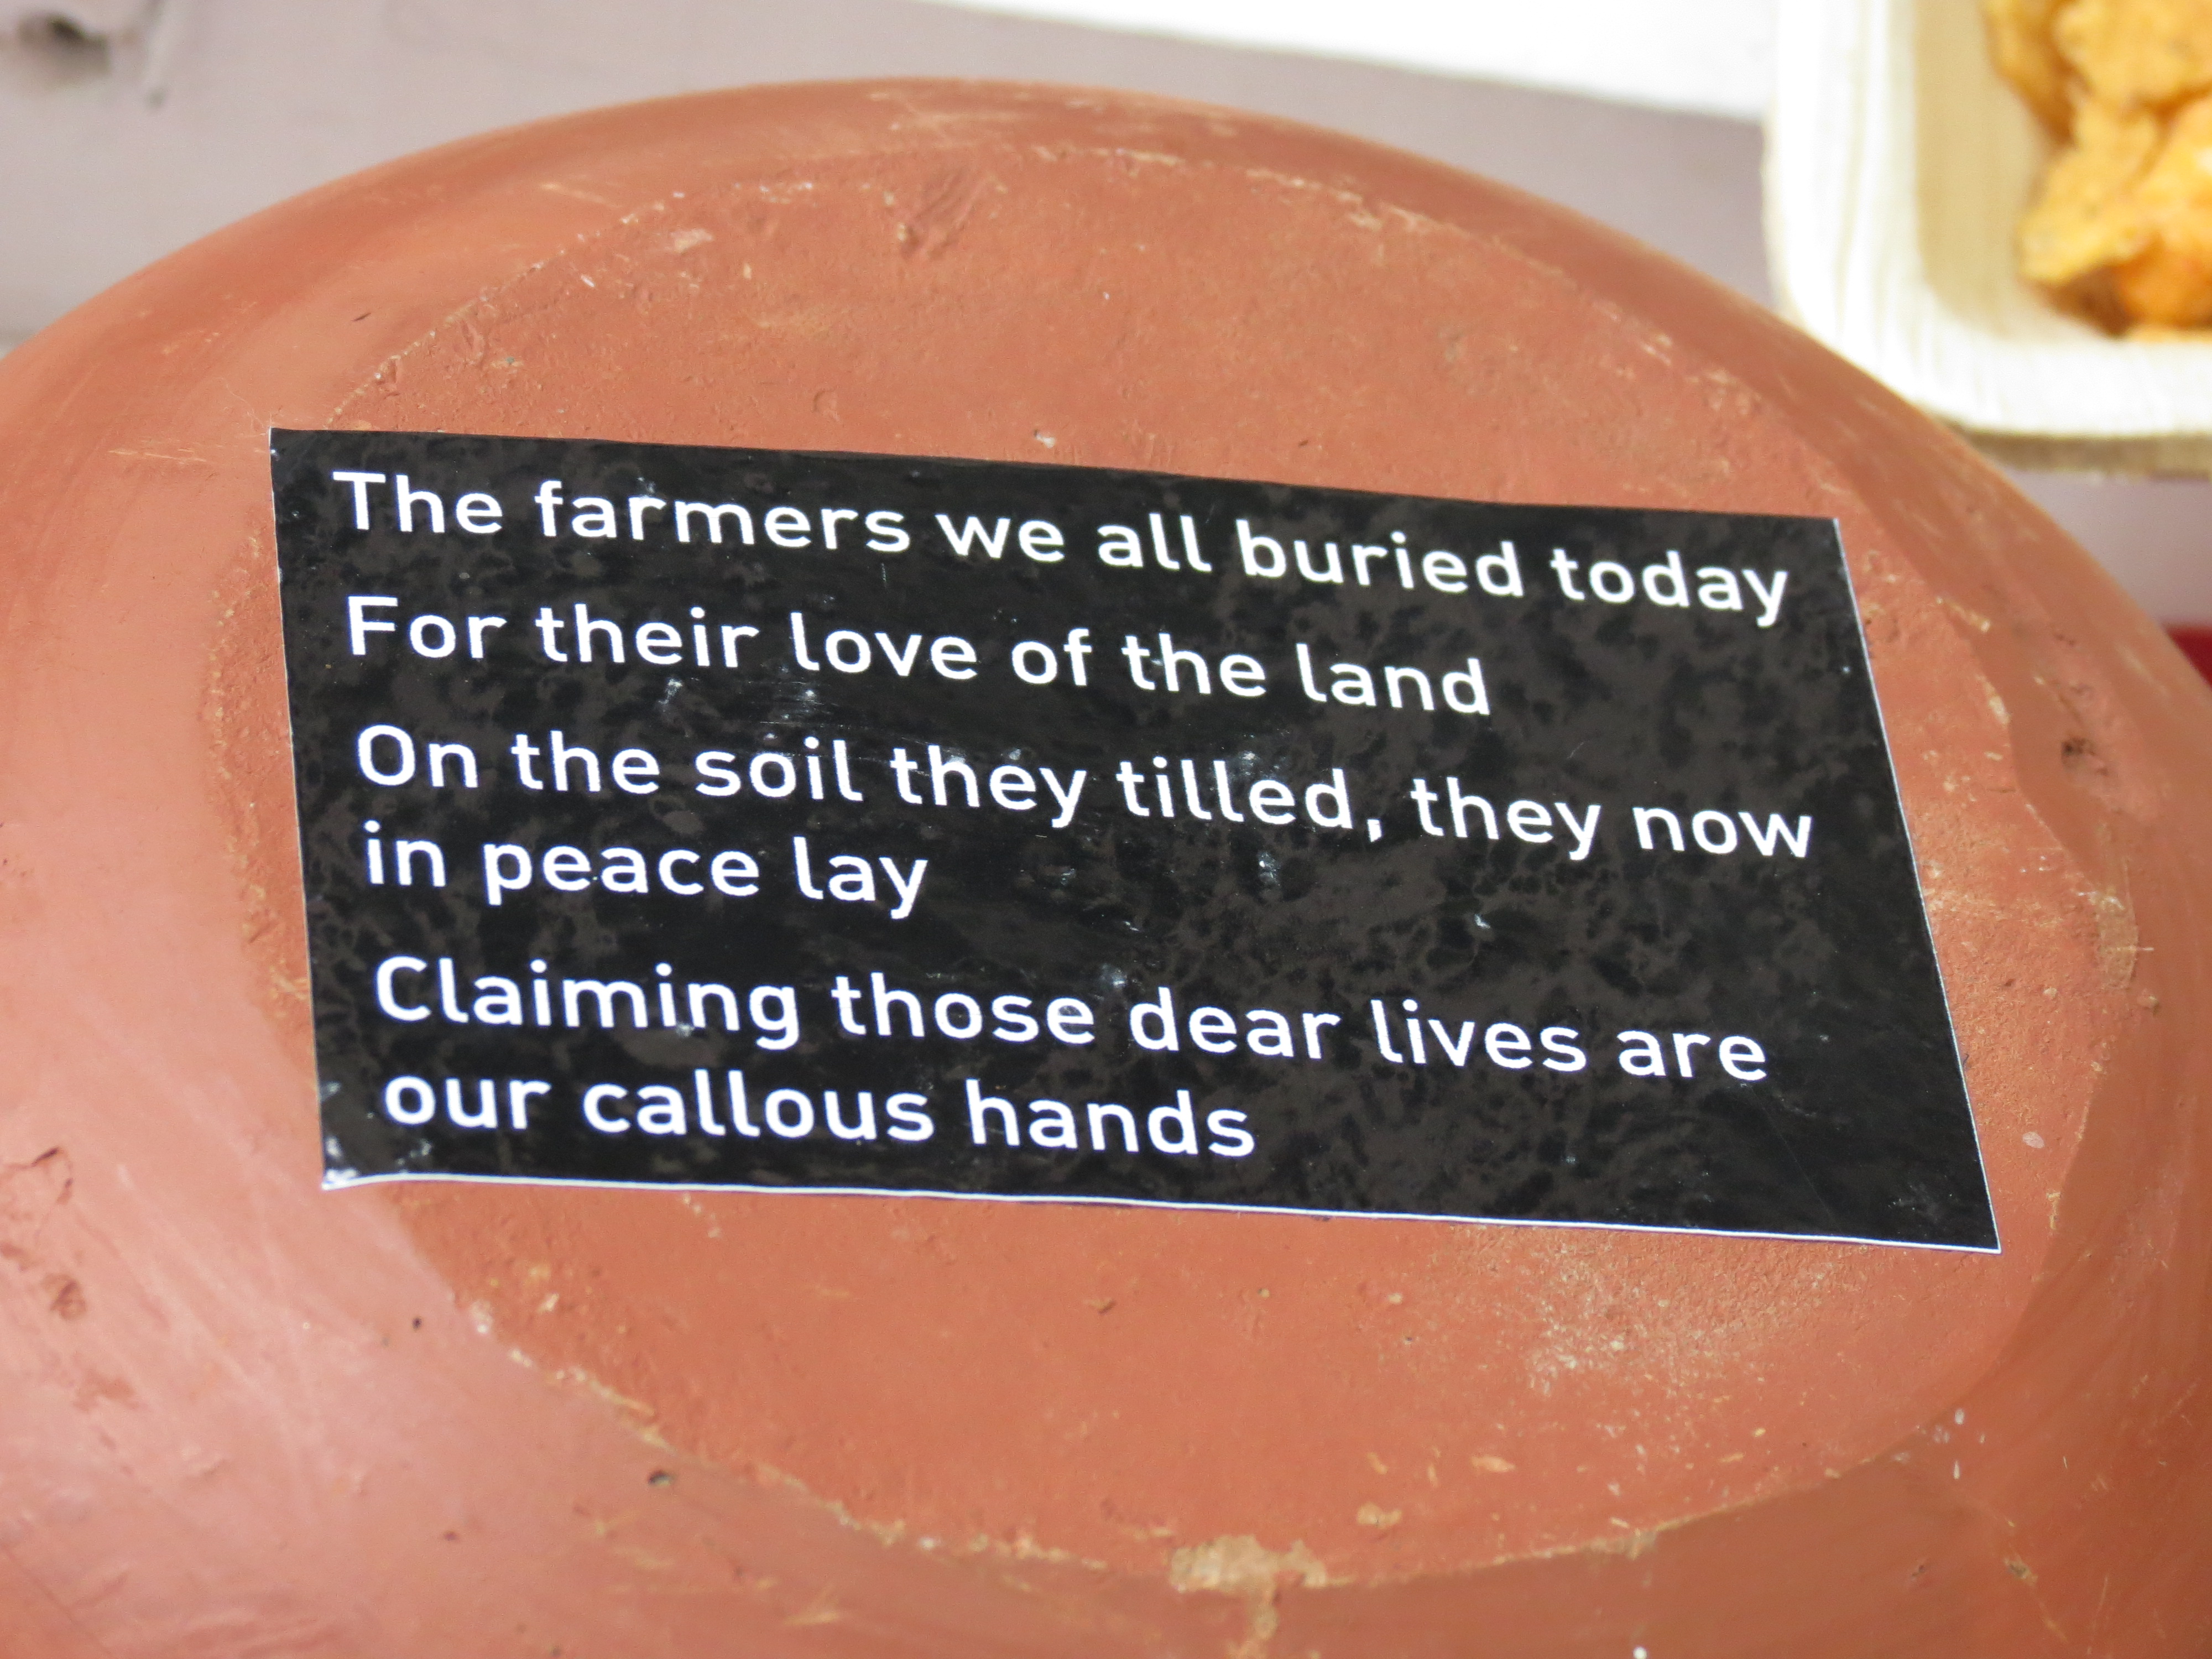 The farmers we all buried today
For their love of the land
On the soil they tilled, they now
in peace lay
Claiming those dear lives are
our callous hands